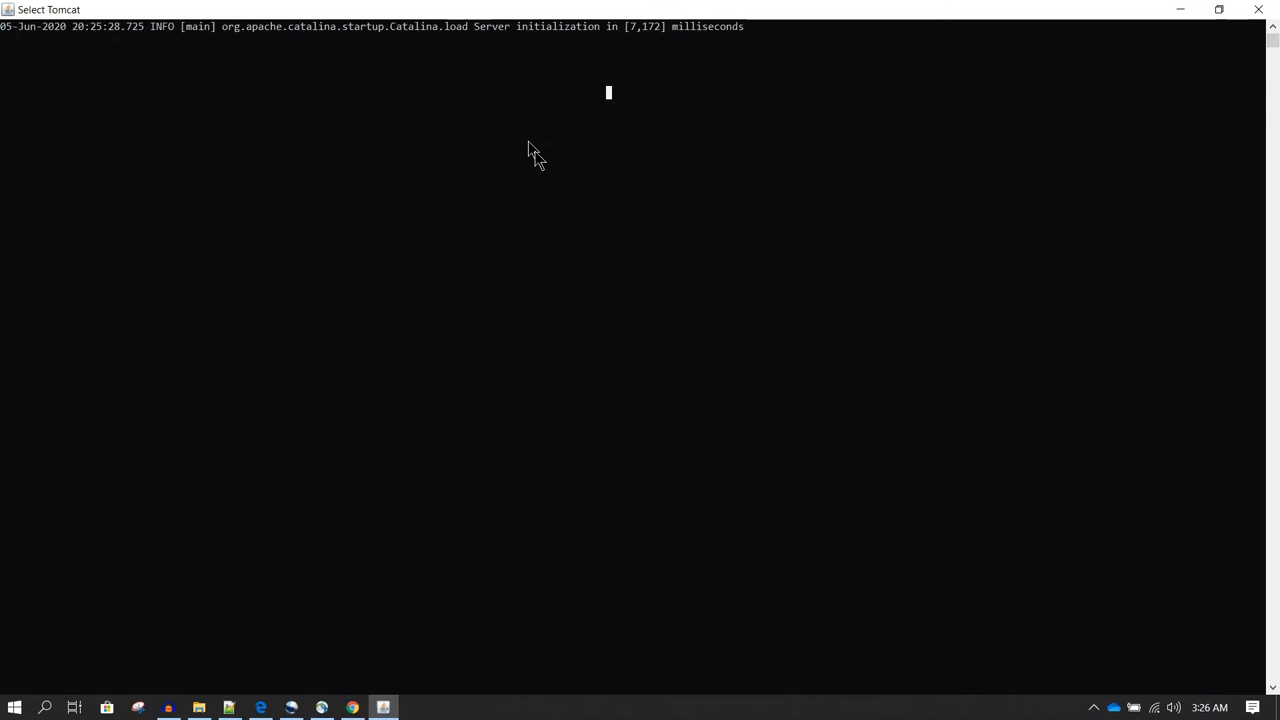 Select Tomcat
05-Jun-2020 20:25:28.725 INFO [main] org.apache.catalina.startup.Catalina.load Server initialization in [7,172] milliseconds
3:26 AM